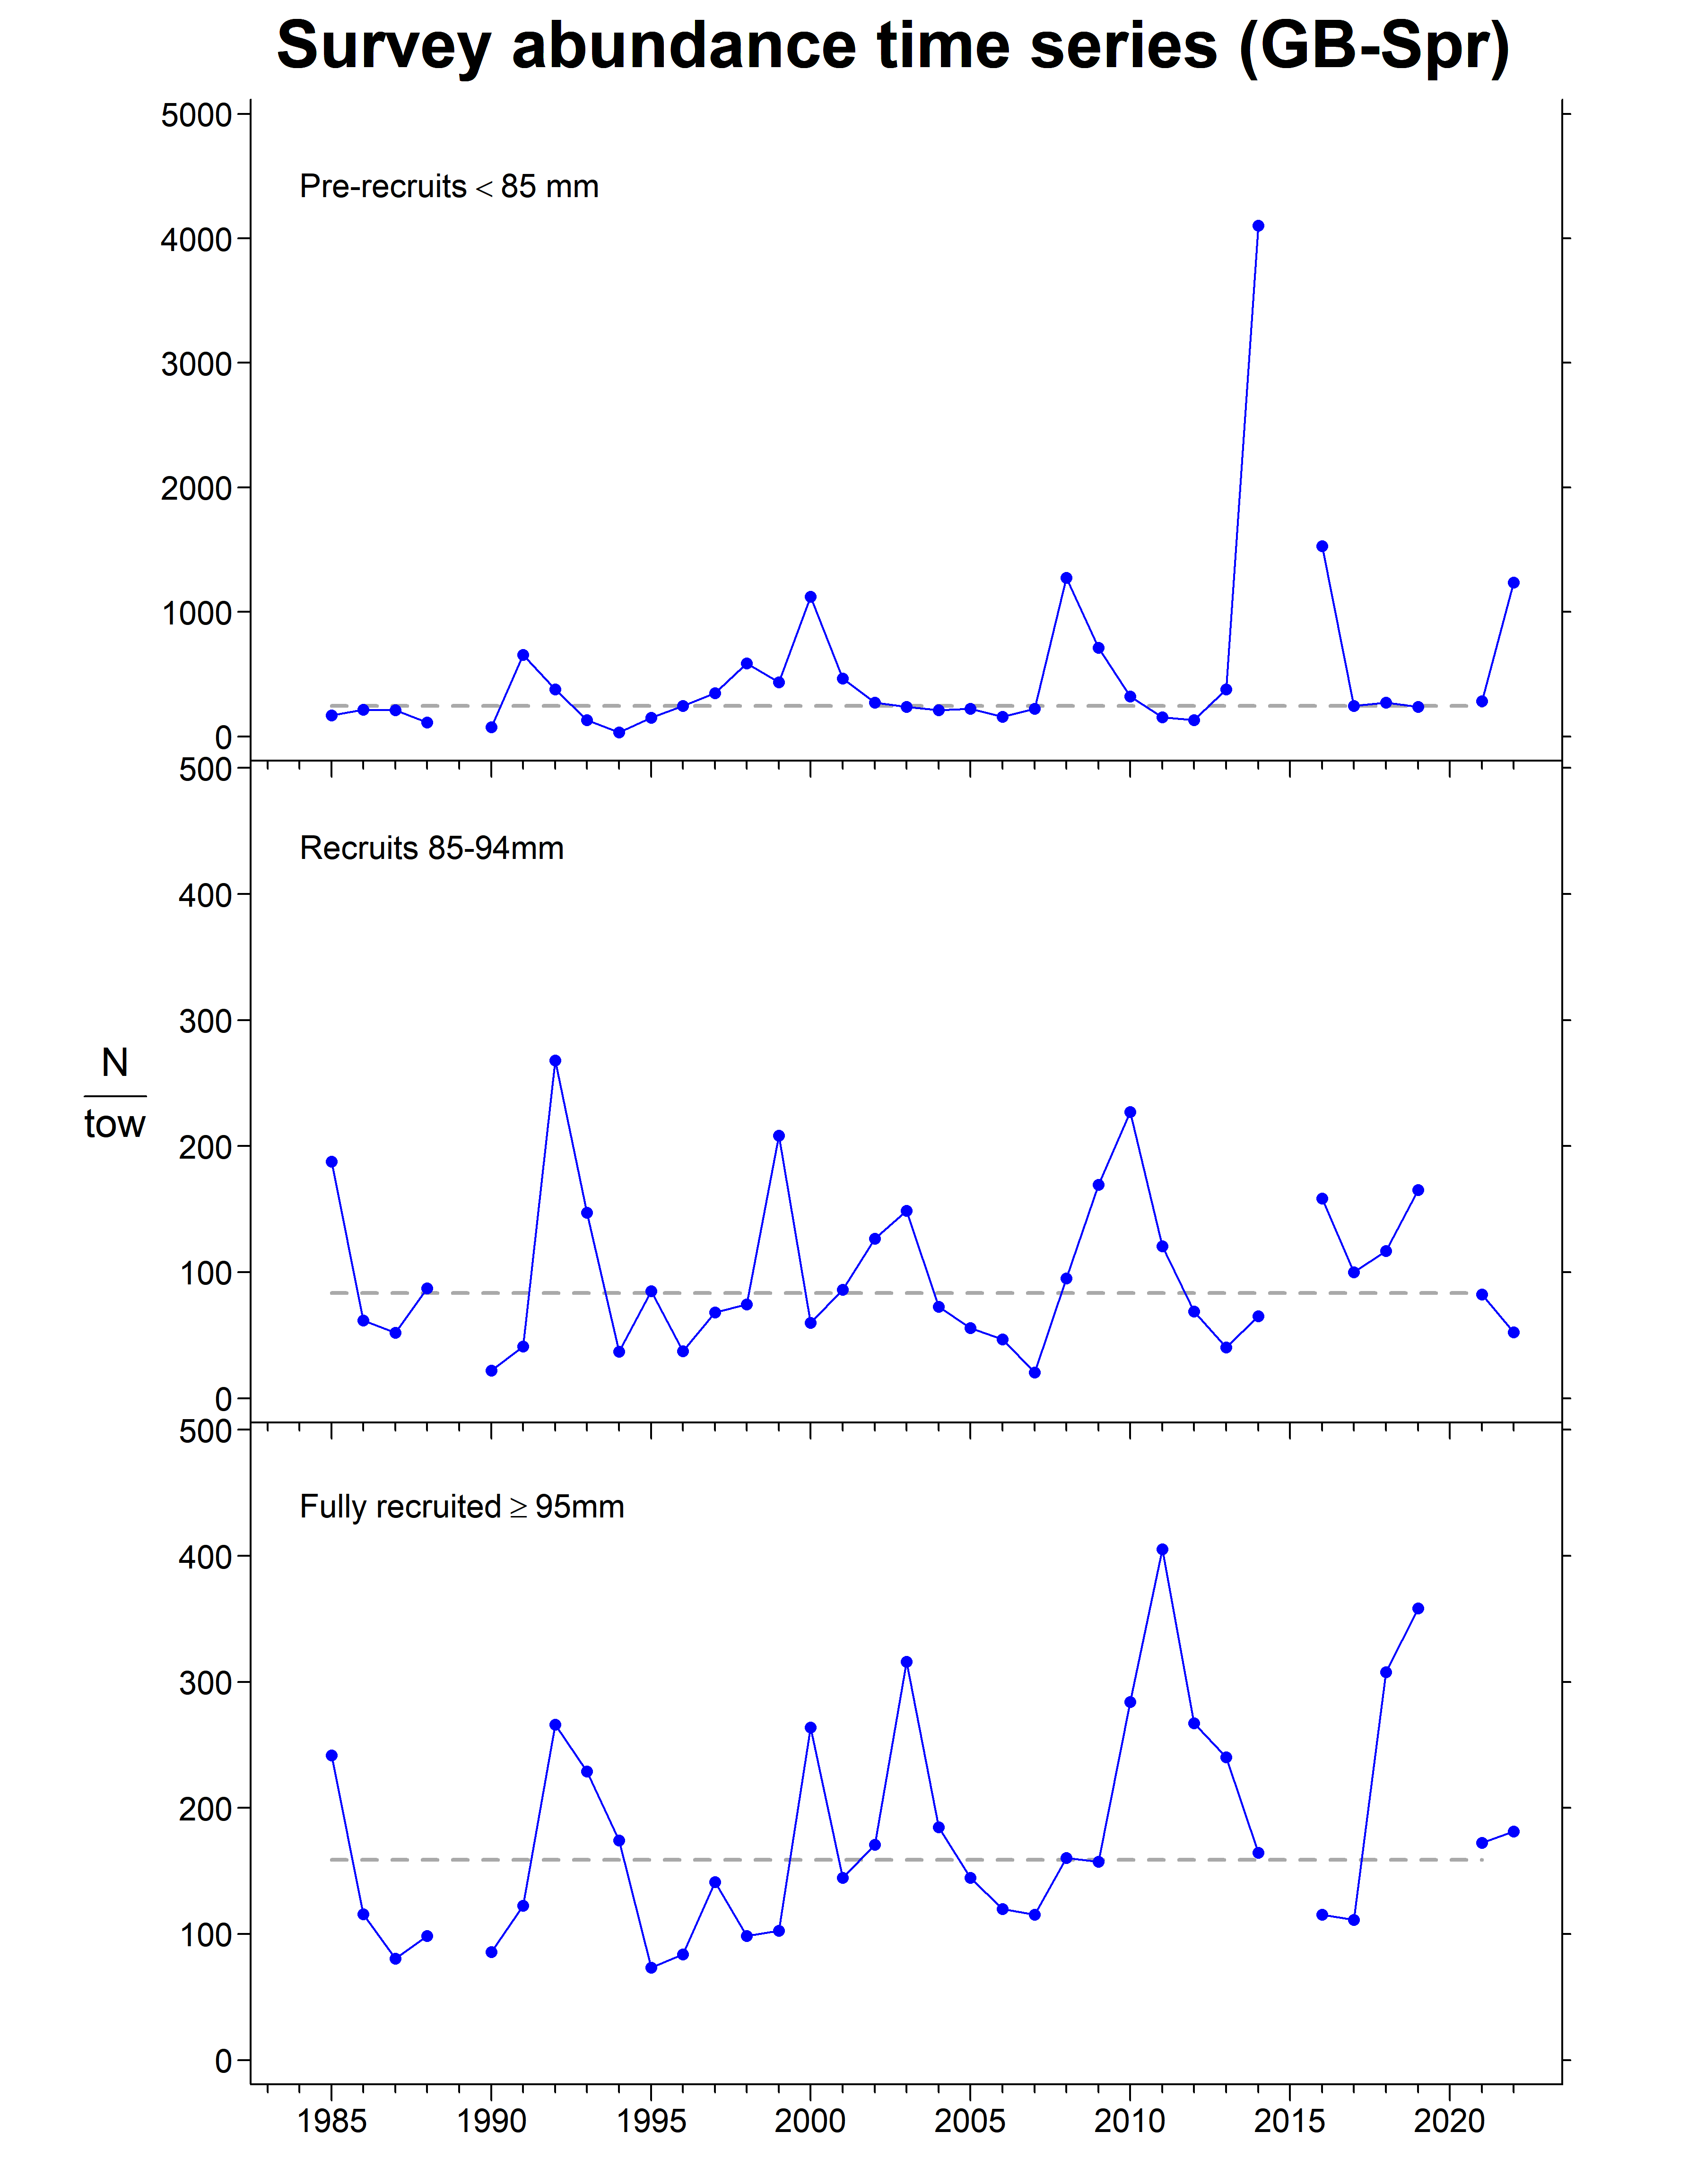 Survey abundance time series (GB-Spr)
5000
Pre-recruits < 85 mm
4000
3000
2000
1000
0
500
Recruits 85-94mm
400
300
N
tow
200
100
0
500
Fully recruited ≥ 95mm
400
300
200
100
0
1985 1990 1995 2000 2005 2010 2015 2020